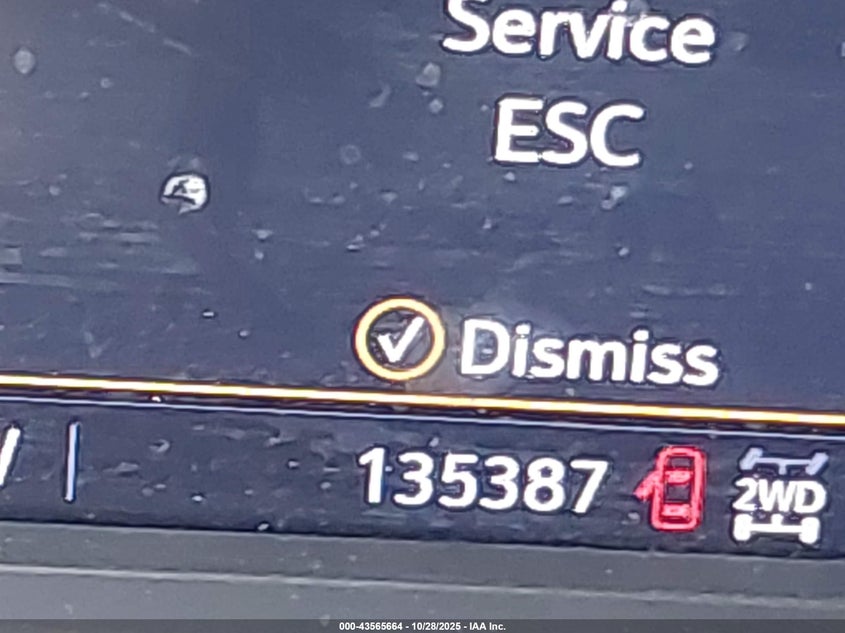 Service
ESC
Dismiss
135387
2WD
000-43565664 - 10/28/2025 - IAA Inc.